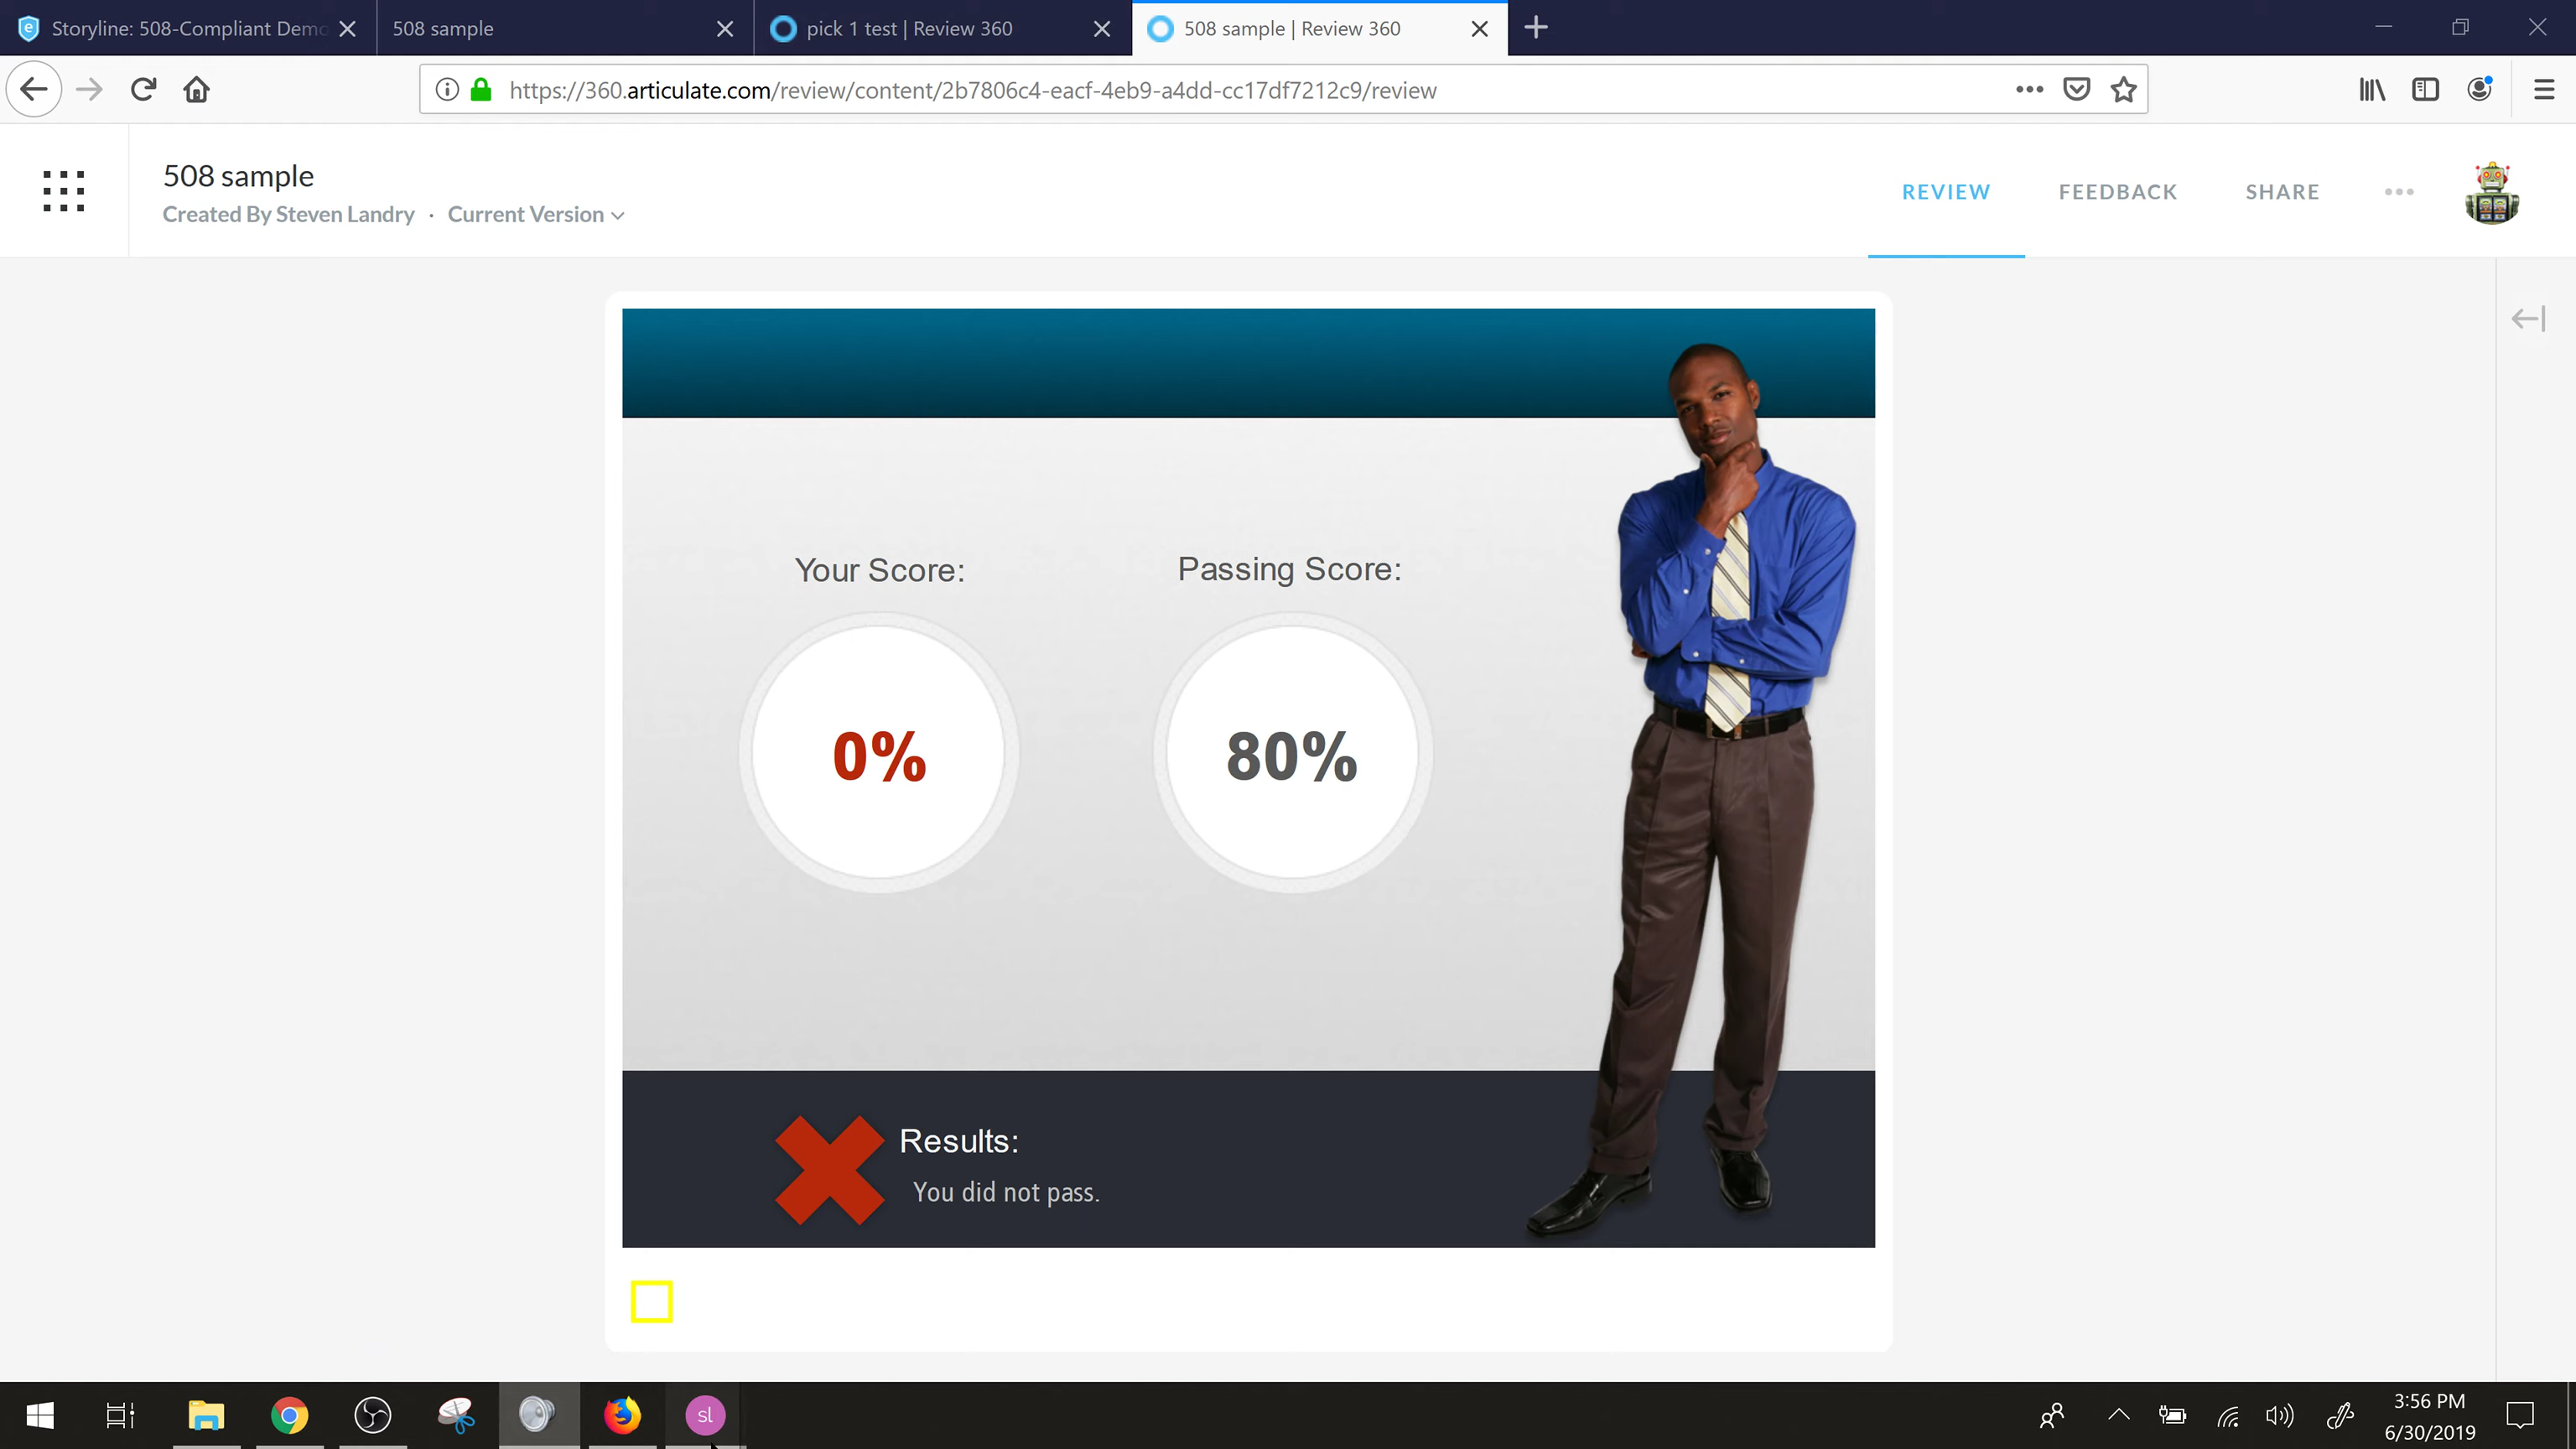 Storyline: 508-Compliant Demo
508 sample
pick 1 test | Review 360
508 sample | Review 360
https://360.articulate.com/review/content/2b7806c4-eacf-4eb9-a4dd-cc17df7212c9/review
508 sample
Created By Steven Landry · Current Version
REVIEW
FEEDBACK
SHARE
Your Score:
Passing Score:
0%
80%
Results:
You did not pass.
sl
3:56 PM
6/30/2019